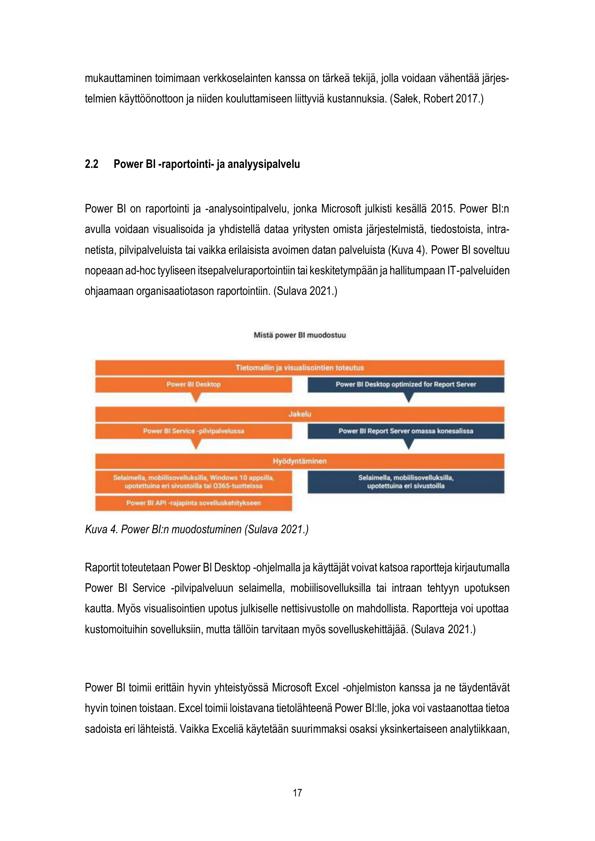 mukauttaminen toimimaan verkkoselainten kanssa on tärkeä tekijä, jolla voidaan vähentää järjes-
telmien käyttöönottoon ja niiden kouluttamiseen liittyviä kustannuksia. (Sałek, Robert 2017.)
2.2 Power BI -raportointi- ja analyysipalvelu
Power BI on raportointi ja -analysointipalvelu, jonka Microsoft julkisti kesällä 2015. Power BI:n
avulla voidaan visualisoida ja yhdistellä dataa yritysten omista järjestelmistä, tiedostoista, intra-
netista, pilvipalveluista tai vaikka erilaisista avoimen datan palveluista (Kuva 4). Power BI soveltuu
nopeaan ad-hoc tyyliseen itsepalveluraportointiin tai keskitetympään ja hallitumpaan IT-palveluiden
ohjaamaan organisaatiotason raportointiin. (Sulava 2021.)
Mistä power BI muodostuu
Tietomallin ja visualisointien toteutus
Power BI Desktop
Power BI Desktop optimized for Report Server
Jakelu
Power BI Service -pilvipalvelussa
Power BI Report Server omassa konesalissa
Hyödyntäminen
Selaimella, mobiilisovelluksilla, Windows 10 appsilla,
upotettuina eri sivustoilla tai O365-tuotteissa
Selaimella, mobiilisovelluksilla,
upotettuina eri sivustoilla
Power BI API -rajapinta sovelluskehitykseen
Kuva 4. Power BI:n muodostuminen (Sulava 2021.)
Raportit toteutetaan Power BI Desktop -ohjelmalla ja käyttäjät voivat katsoa raportteja kirjautumalla
Power BI Service -pilvipalveluun selaimella, mobiilisovelluksilla tai intraan tehtyyn upotuksen
kautta. Myös visualisointien upotus julkiselle nettisivustolle on mahdollista. Raportteja voi upottaa
kustomoituihin sovelluksiin, mutta tällöin tarvitaan myös sovelluskehittäjää. (Sulava 2021.)
Power BI toimii erittäin hyvin yhteistyössä Microsoft Excel -ohjelmiston kanssa ja ne täydentävät
hyvin toinen toistaan. Excel toimii loistavana tietolähteenä Power BI:lle, joka voi vastaanottaa tietoa
sadoista eri lähteistä. Vaikka Exceliä käytetään suurimmaksi osaksi yksinkertaiseen analytiikkaan,
17